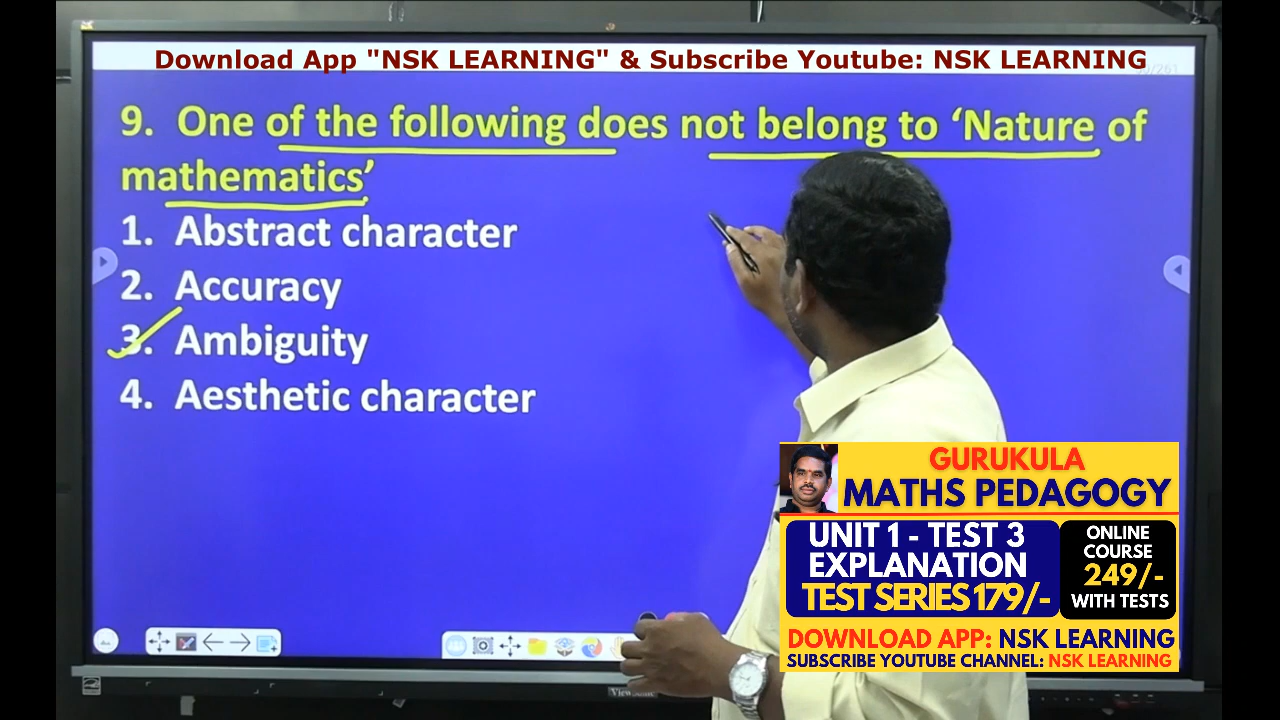 Download App "NSK LEARNING" & Subscribe Youtube: NSK LEARNING
9. One of the following does not belong to ‘Nature of
mathematics’
1. Abstract character
2. Accuracy
3. Ambiguity
4. Aesthetic character
GURUKULA
MATHS PEDAGOGY
UNIT 1 - TEST 3
EXPLANATION
TEST SERIES 179/-
ONLINE
COURSE
249/-
WITH TESTS
DOWNLOAD APP: NSK LEARNING
SUBSCRIBE YOUTUBE CHANNEL: NSK LEARNING